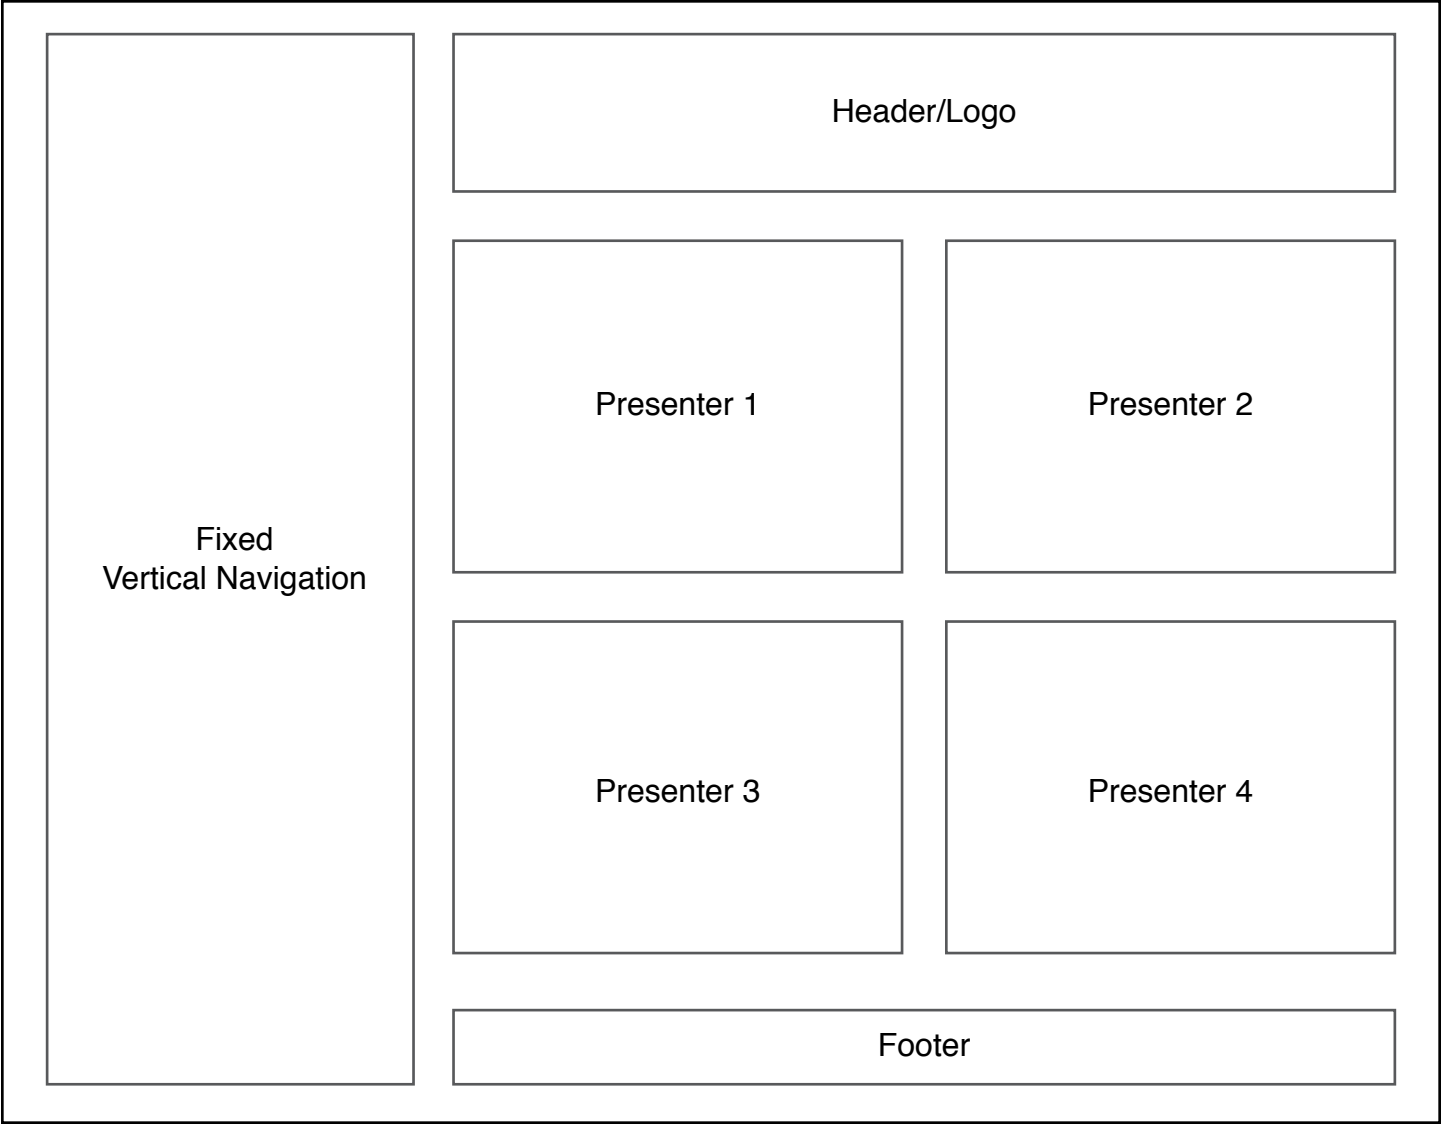 Fixed
Vertical Navigation
Header/Logo
Presenter 1
Presenter 2
Presenter 3
Presenter 4
Footer